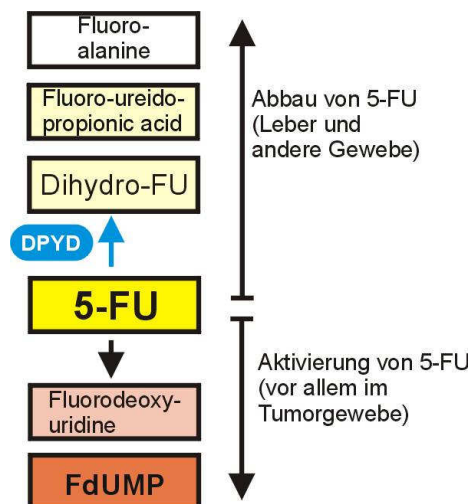 Fluoro-
alanine
Fluoro-ureido-
propionic acid
Dihydro-FU
DPYD
5-FU
Fluorodeoxy-
uridine
FdUMP
Abbau von 5-FU
(Leber und
andere Gewebe)
Aktivierung von 5-FU
(vor allem im
Tumorgewebe)